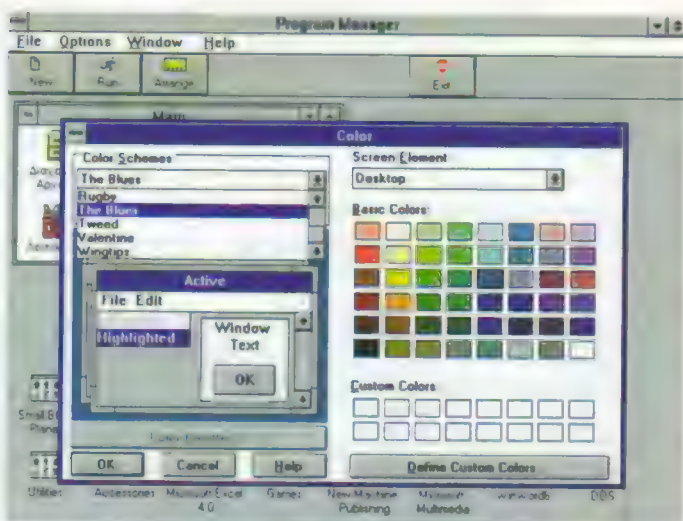 Program Manager
File Options Window Help
New Run Arrange Exit
Main
Color
Color Schemes
The Blues
Rugby
The Blues
Tweed
Valentine
Wingtips
Active
File Edit
Highlighted
Window
Text
OK
Screen Element
Desktop
Basic Colors:
Custom Colors
OK Cancel Help
Define Custom Colors
Utilities Accessories Microsoft Excel
4.0 Games New Machine
Publishing Microsoft
Multimedia DOS